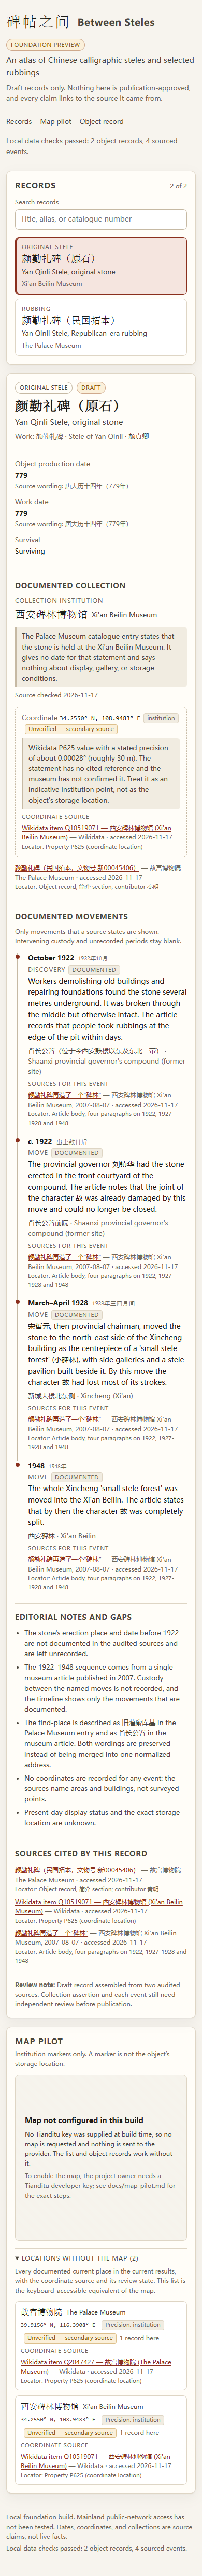 碑帖之间 Between Steles
FOUNDATION PREVIEW
An atlas of Chinese calligraphic steles and selected
rubbings
Draft records only. Nothing here is publication-approved,
and every claim links to the source it came from.
Records Map pilot Object record
Local data checks passed: 2 object records, 4 sourced
events.
RECORDS 2 of 2
Search records
Title, alias, or catalogue number
ORIGINAL STELE
颜勤礼碑（原石）
Yan Qinli Stele, original stone
Xi'an Beilin Museum
RUBBING
颜勤礼碑（民国拓本）
Yan Qinli Stele, Republican-era rubbing
The Palace Museum
ORIGINAL STELE DRAFT
颜勤礼碑（原石）
Yan Qinli Stele, original stone
Work: 颜勤礼碑 · Stele of Yan Qinli · 颜真卿
Object production date
779
Source wording: 唐大历十四年（779年）
Work date
779
Source wording: 唐大历十四年（779年）
Survival
Surviving
DOCUMENTED COLLECTION
COLLECTION INSTITUTION
西安碑林博物馆 Xi'an Beilin Museum
The Palace Museum catalogue entry states that
the stone is held at the Xi'an Beilin Museum. It
gives no date for that statement and says
nothing about display, gallery, or storage
conditions.
Source checked 2026-11-17
Coordinate 34.2550° N, 108.9483° E institution
Unverified — secondary source
Wikidata P625 value with a stated precision
of about 0.00028° (roughly 30 m). The
statement has no cited reference and the
museum has not confirmed it. Treat it as an
indicative institution point, not as the
object's storage location.
COORDINATE SOURCE
Wikidata item Q10519071 — 西安碑林博物馆 (Xi'an
Beilin Museum) — Wikidata · accessed 2026-11-17
Locator: Property P625 (coordinate location)
颜勤礼碑（民国拓本，文物号 新00045406） — 故宫博物院
The Palace Museum · accessed 2026-11-17
Locator: Object record, 簡介 section; contributor 秦明
DOCUMENTED MOVEMENTS
Only movements that a source states are shown.
Intervening custody and unrecorded periods stay blank.
October 1922 1922年10月
DISCOVERY DOCUMENTED
Workers demolishing old buildings and
repairing foundations found the stone several
metres underground. It was broken through
the middle but otherwise intact. The article
records that people took rubbings at the
edge of the pit within days.
省长公署（位于今西安鼓楼以东及东北一带） ·
Shaanxi provincial governor's compound (former
site)
SOURCES FOR THIS EVENT
颜勤礼碑再造了一个“碑林” — 西安碑林博物馆 Xi'an
Beilin Museum, 2007-08-07 · accessed 2026-11-17
Locator: Article body, four paragraphs on 1922, 1927-
1928 and 1948
c. 1922 出土数日后
MOVE DOCUMENTED
The provincial governor 刘镇华 had the stone
erected in the front courtyard of the
compound. The article notes that the joint of
the character 故 was already damaged by this
move and could no longer be closed.
省长公署前院 · Shaanxi provincial governor's
compound (former site)
SOURCES FOR THIS EVENT
颜勤礼碑再造了一个“碑林” — 西安碑林博物馆 Xi'an
Beilin Museum, 2007-08-07 · accessed 2026-11-17
Locator: Article body, four paragraphs on 1922, 1927-
1928 and 1948
March–April 1928 1928年三四月间
MOVE DOCUMENTED
宋哲元, then provincial chairman, moved the
stone to the north-east side of the Xincheng
building as the centrepiece of a 'small stele
forest' (小碑林), with side galleries and a stele
pavilion built beside it. By this move the
character 故 had lost most of its strokes.
新城大楼北东侧 · Xincheng (Xi'an)
SOURCES FOR THIS EVENT
颜勤礼碑再造了一个“碑林” — 西安碑林博物馆 Xi'an
Beilin Museum, 2007-08-07 · accessed 2026-11-17
Locator: Article body, four paragraphs on 1922, 1927-
1928 and 1948
1948 1948年
MOVE DOCUMENTED
The whole Xincheng 'small stele forest' was
moved into the Xi'an Beilin. The article states
that by then the character 故 was completely
split.
西安碑林 · Xi'an Beilin
SOURCES FOR THIS EVENT
颜勤礼碑再造了一个“碑林” — 西安碑林博物馆 Xi'an
Beilin Museum, 2007-08-07 · accessed 2026-11-17
Locator: Article body, four paragraphs on 1922, 1927-
1928 and 1948
EDITORIAL NOTES AND GAPS
The stone's erection place and date before 1922
are not documented in the audited sources and
are left unrecorded.
The 1922–1948 sequence comes from a single
museum article published in 2007. Custody
between the named moves is not recorded, and
the timeline shows only the movements that are
documented.
The find-place is described as 旧藩廨库基 in the
Palace Museum entry and as 省长公署 in the
museum article. Both wordings are preserved
instead of being merged into one normalized
address.
No coordinates are recorded for any event: the
sources name areas and buildings, not surveyed
points.
Present-day display status and the exact storage
location are unknown.
SOURCES CITED BY THIS RECORD
颜勤礼碑（民国拓本，文物号 新00045406） — 故宫博物院
The Palace Museum · accessed 2026-11-17
Locator: Object record, 簡介 section; contributor 秦明
Wikidata item Q10519071 — 西安碑林博物馆 (Xi'an Beilin
Museum) — Wikidata · accessed 2026-11-17
Locator: Property P625 (coordinate location)
颜勤礼碑再造了一个“碑林” — 西安碑林博物馆 Xi'an Beilin
Museum, 2007-08-07 · accessed 2026-11-17
Locator: Article body, four paragraphs on 1922, 1927-1928 and
1948
Review note: Draft record assembled from two audited
sources. Collection assertion and each event still need
independent review before publication.
MAP PILOT
Institution markers only. A marker is not the object's
storage location.
Map not configured in this build
No Tianditu key was supplied at build time, so no
map is requested and nothing is sent to the
provider. The list and object records work without
it.
To enable the map, the project owner needs a
Tianditu developer key; see docs/map-pilot.md for
the exact steps.
▼ LOCATIONS WITHOUT THE MAP (2)
Every documented current place in the current results,
with the coordinate source and its review state. This list is
the keyboard-accessible equivalent of the map.
故宫博物院 The Palace Museum
39.9156° N, 116.3908° E Precision: institution
Unverified — secondary source 1 record here
COORDINATE SOURCE
Wikidata item Q2047427 — 故宫博物院 (The Palace
Museum) — Wikidata · accessed 2026-11-17
Locator: Property P625 (coordinate location)
西安碑林博物馆 Xi'an Beilin Museum
34.2550° N, 108.9483° E Precision: institution
Unverified — secondary source 1 record here
COORDINATE SOURCE
Wikidata item Q10519071 — 西安碑林博物馆 (Xi'an
Beilin Museum) — Wikidata · accessed 2026-11-17
Locator: Property P625 (coordinate location)
Local foundation build. Mainland public-network access has
not been tested. Dates, coordinates, and collections are source
claims, not live facts.
Local data checks passed: 2 object records, 4 sourced events.